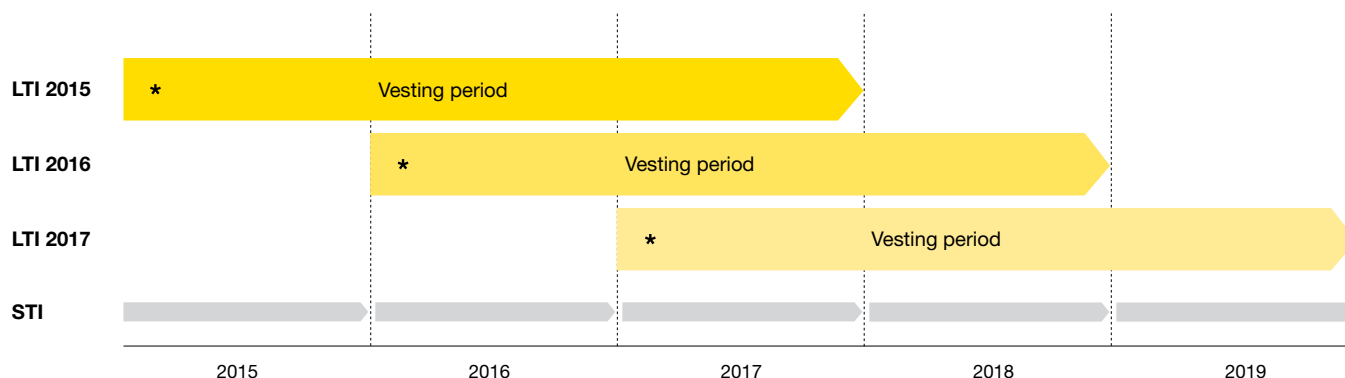 LTI 2015 * Vesting period
LTI 2016 * Vesting period
LTI 2017 * Vesting period
STI
2015 2016 2017 2018 2019